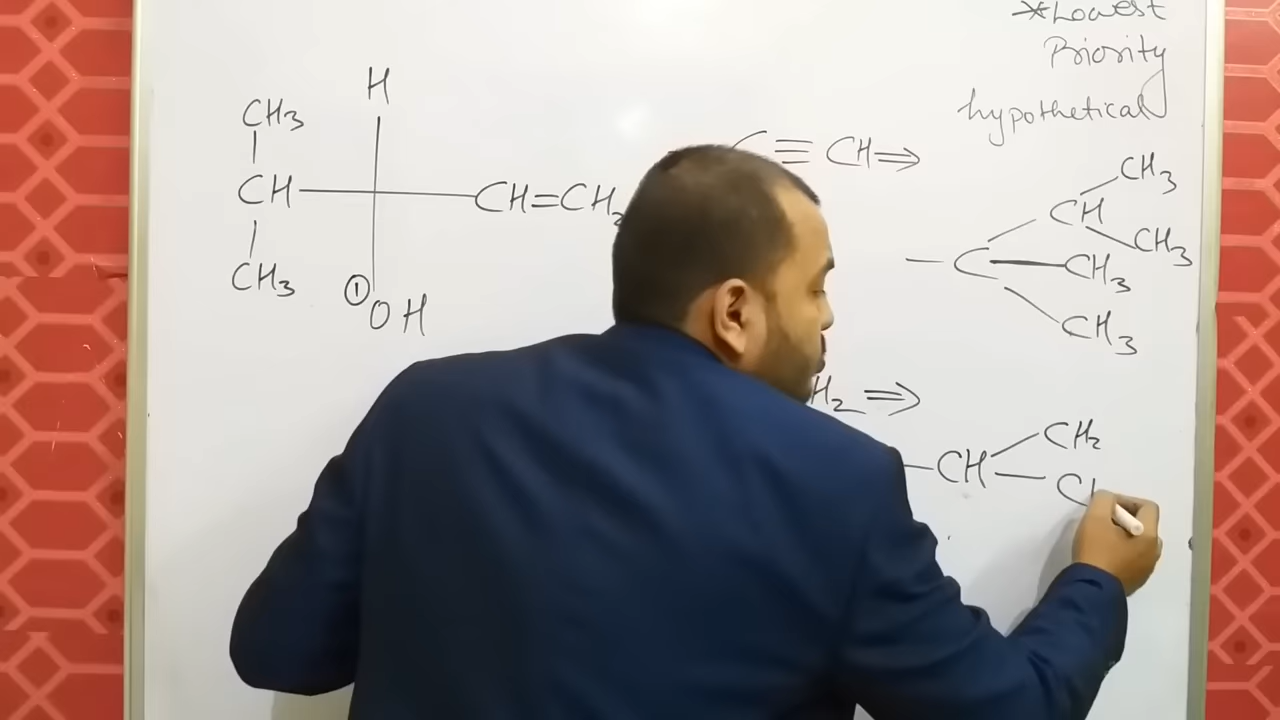 *Lowest
Priority
hypothetical
H
CH3
CH CH=CH2
CH3
① OH
C≡CH⇒
CH3
CH
CH3
–C CH3
CH3
H2 ⇒
CH2
–CH
C